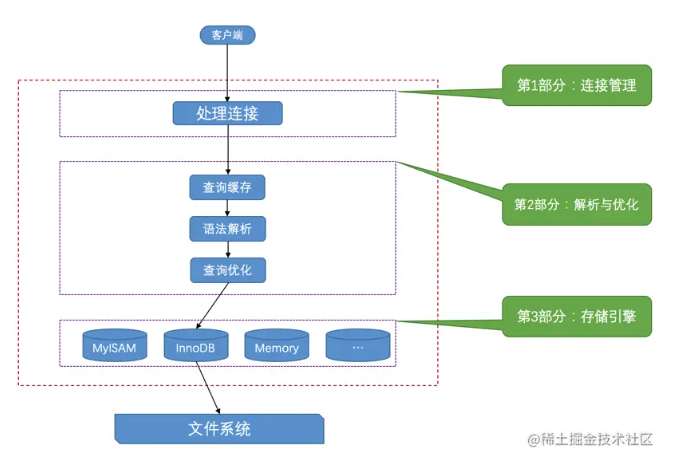 客户端
第1部分：连接管理
处理连接
查询缓存
第2部分：解析与优化
语法解析
查询优化
第3部分：存储引擎
MyISAM
InnoDB
Memory
...
文件系统
@稀土掘金技术社区